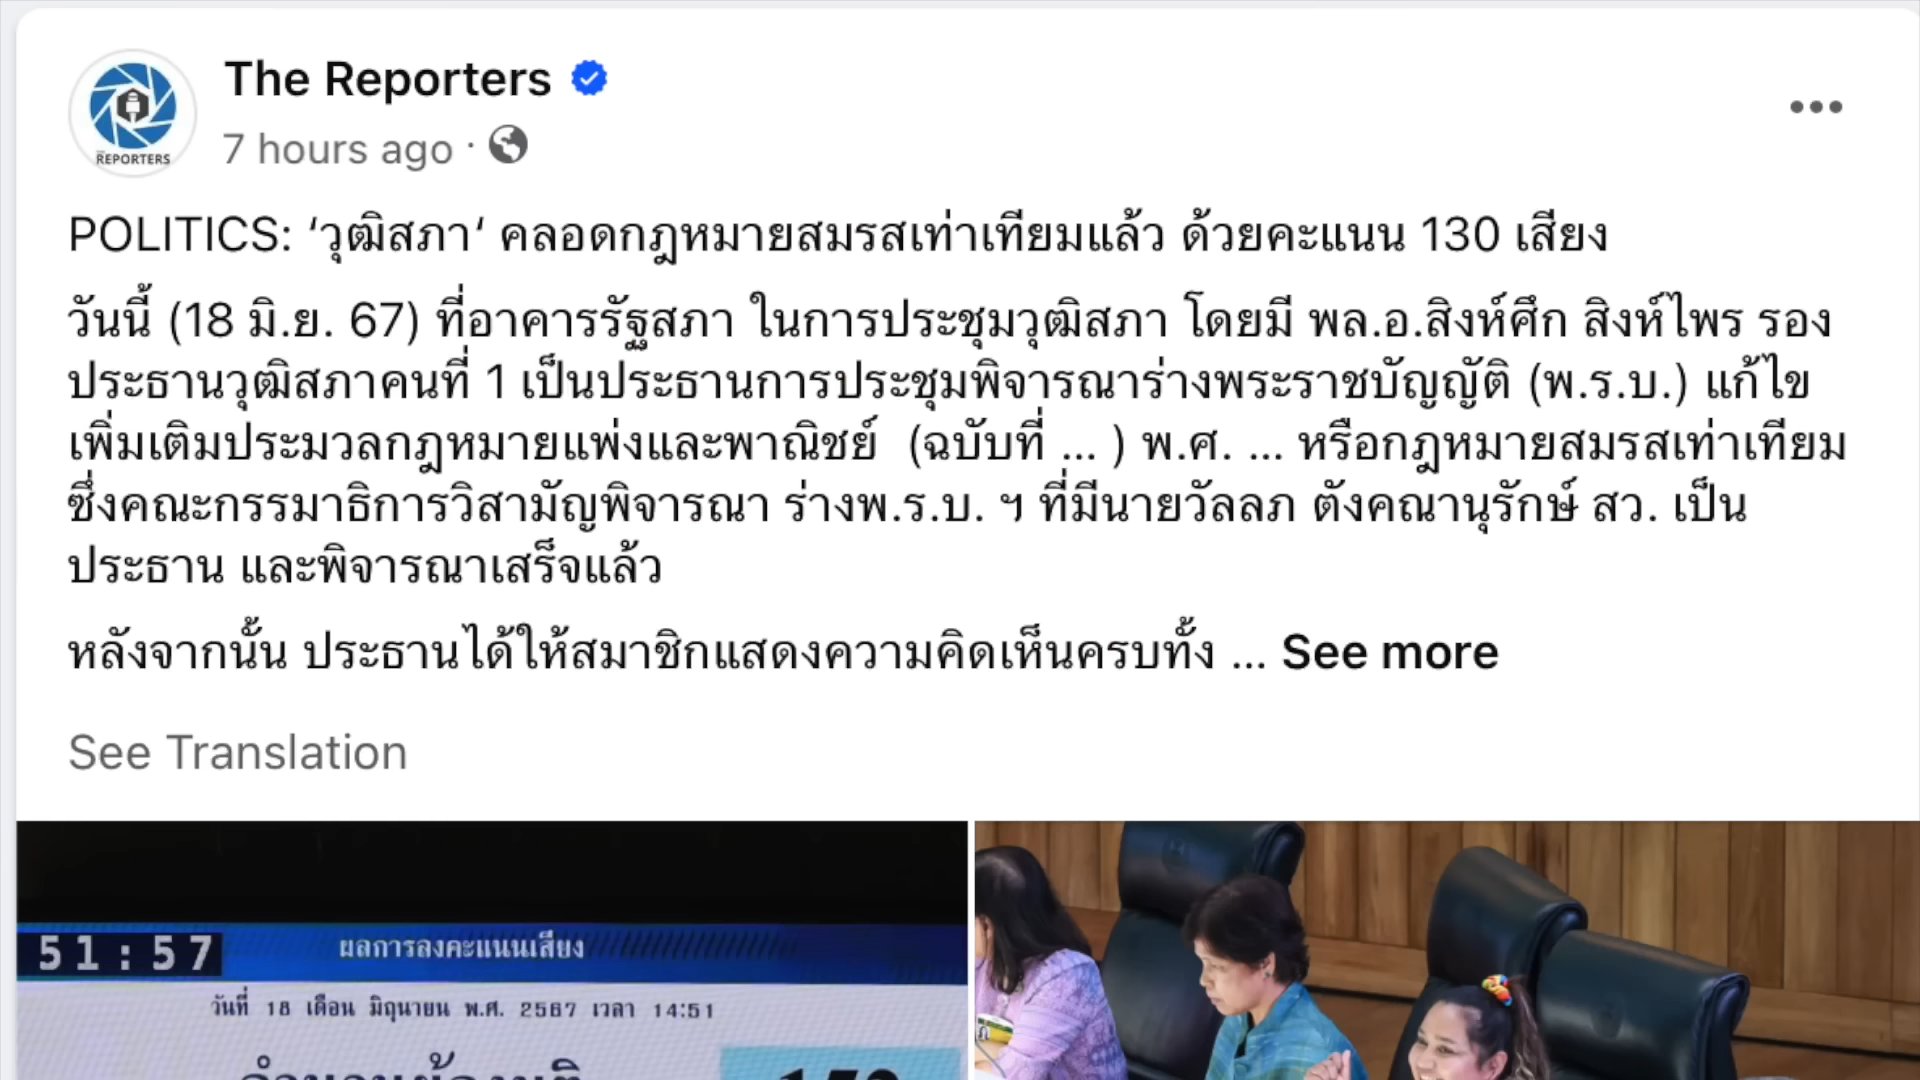 The Reporters
7 hours ago ·
REPORTERS
POLITICS: ‘วุฒิสภา‘ คลอดกฎหมายสมรสเท่าเทียมแล้ว ด้วยคะแนน 130 เสียง
วันนี้ (18 มิ.ย. 67) ที่อาคารรัฐสภา ในการประชุมวุฒิสภา โดยมี พล.อ.สิงห์ศึก สิงห์ไพร รอง
ประธานวุฒิสภาคนที่ 1 เป็นประธานการประชุมพิจารณาร่างพระราชบัญญัติ (พ.ร.บ.) แก้ไข
เพิ่มเติมประมวลกฎหมายแพ่งและพาณิชย์ (ฉบับที่ ... ) พ.ศ. ... หรือกฎหมายสมรสเท่าเทียม
ซึ่งคณะกรรมาธิการวิสามัญพิจารณา ร่างพ.ร.บ. ฯ ที่มีนายวัลลภ ตังคณานุรักษ์ สว. เป็น
ประธาน และพิจารณาเสร็จแล้ว
หลังจากนั้น ประธานได้ให้สมาชิกแสดงความคิดเห็นครบทั้ง ... See more
See Translation
51:57
ผลการลงคะแนนเสียง
วันที่ 18 เดือน มิถุนายน พ.ศ. 2567 เวลา 14:51